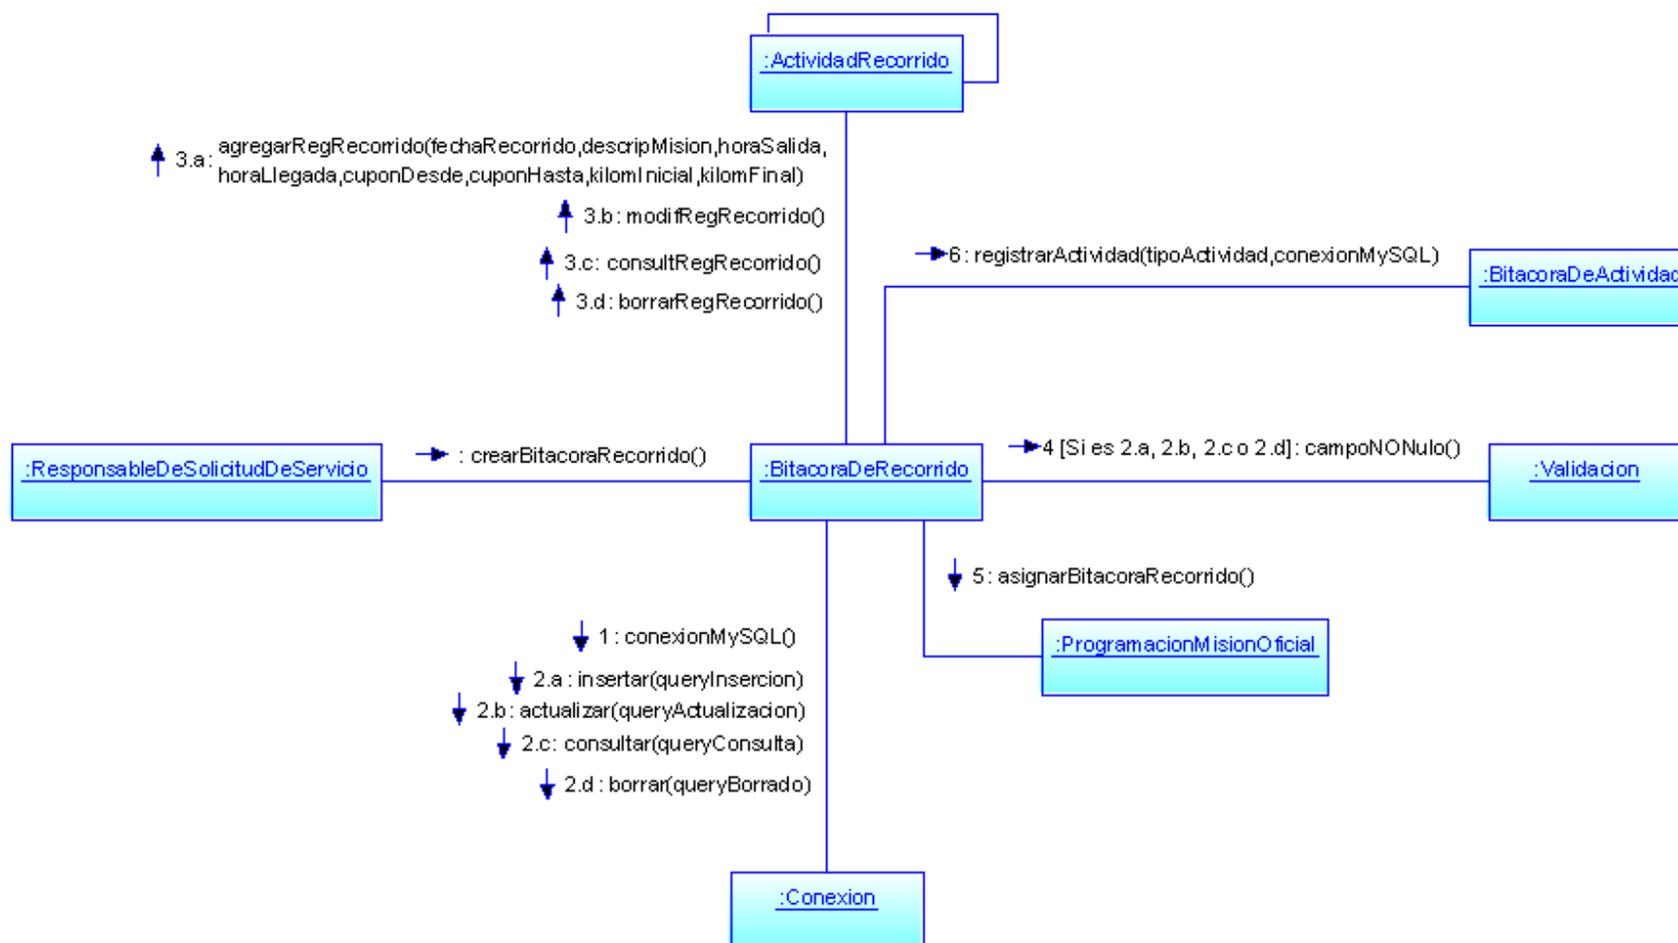 :ActividadRecorrido
3.a: agregarRegRecorrido(fechaRecorrido,descripMision,horaSalida,
horaLlegada,cuponDesde,cuponHasta,kilomInicial,kilomFinal)
3.b: modifRegRecorrido()
3.c: consultRegRecorrido()
3.d: borrarRegRecorrido()
6: registrarActividad(tipoActividad,conexionMySQL)
:BitacoraDeActividad
:ResponsableDeSolicitudDeServicio
: crearBitacoraRecorrido()
:BitacoraDeRecorrido
4 [Si es 2.a, 2.b, 2.c o 2.d]: campoNONulo()
:Validacion
5: asignarBitacoraRecorrido()
:ProgramacionMisionOficial
1: conexionMySQL()
2.a: insertar(queryInsercion)
2.b: actualizar(queryActualizacion)
2.c: consultar(queryConsulta)
2.d: borrar(queryBorrado)
:Conexion